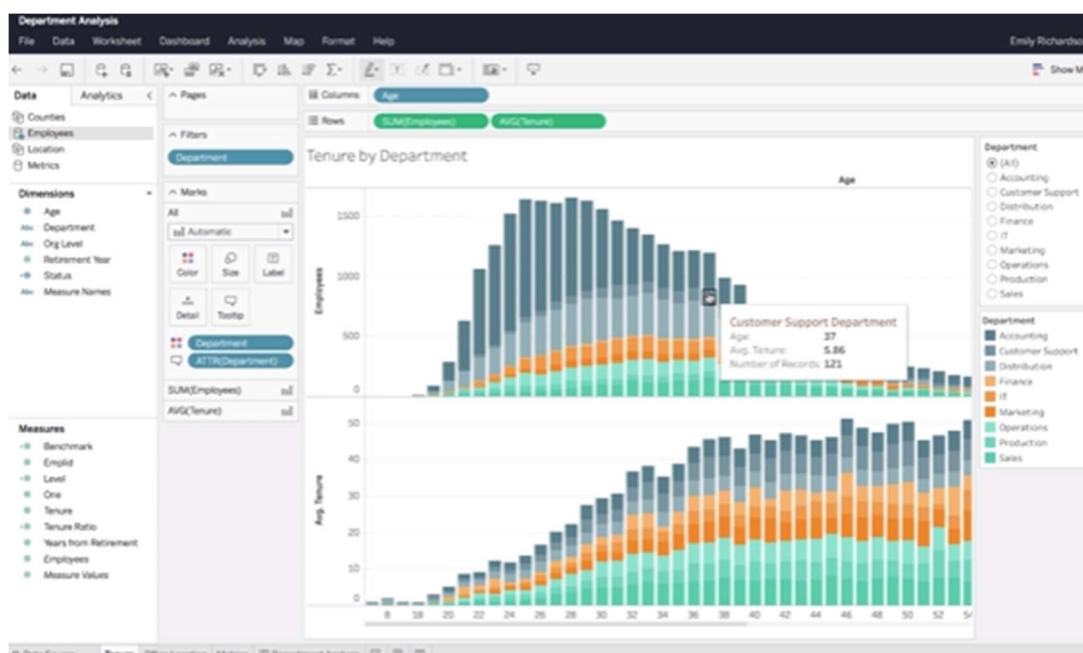 Department Analysis
File Data Worksheet Dashboard Analysis Map Format Help
Emily Richardso
Show M
Data Analytics
Counties
Employees
Location
Metrics
Dimensions
Age
Department
Org Level
Retirement Year
Status
Measure Names
Measures
Benchmark
Emplid
Level
One
Tenure
Tenure Ratio
Years from Retirement
Employees
Measure Values
Pages
Filters
Department
Marks
All
Automatic
Color Size Label
Detail Tooltip
Department
ATTR(Department)
SUM(Employees)
AVG(Tenure)
Columns Age
Rows SUM(Employees) AVG(Tenure)
Tenure by Department
Age
Employees
1500
1000
500
0
Customer Support Department
Age: 37
Avg. Tenure: 5.86
Number of Records: 121
Avg. Tenure
50
40
30
20
10
0
8 18 20 22 24 26 28 30 32 34 36 38 40 42 44 46 48 50 52 54
Department
(All)
Accounting
Customer Support
Distribution
Finance
IT
Marketing
Operations
Production
Sales
Department
Accounting
Customer Support
Distribution
Finance
IT
Marketing
Operations
Production
Sales